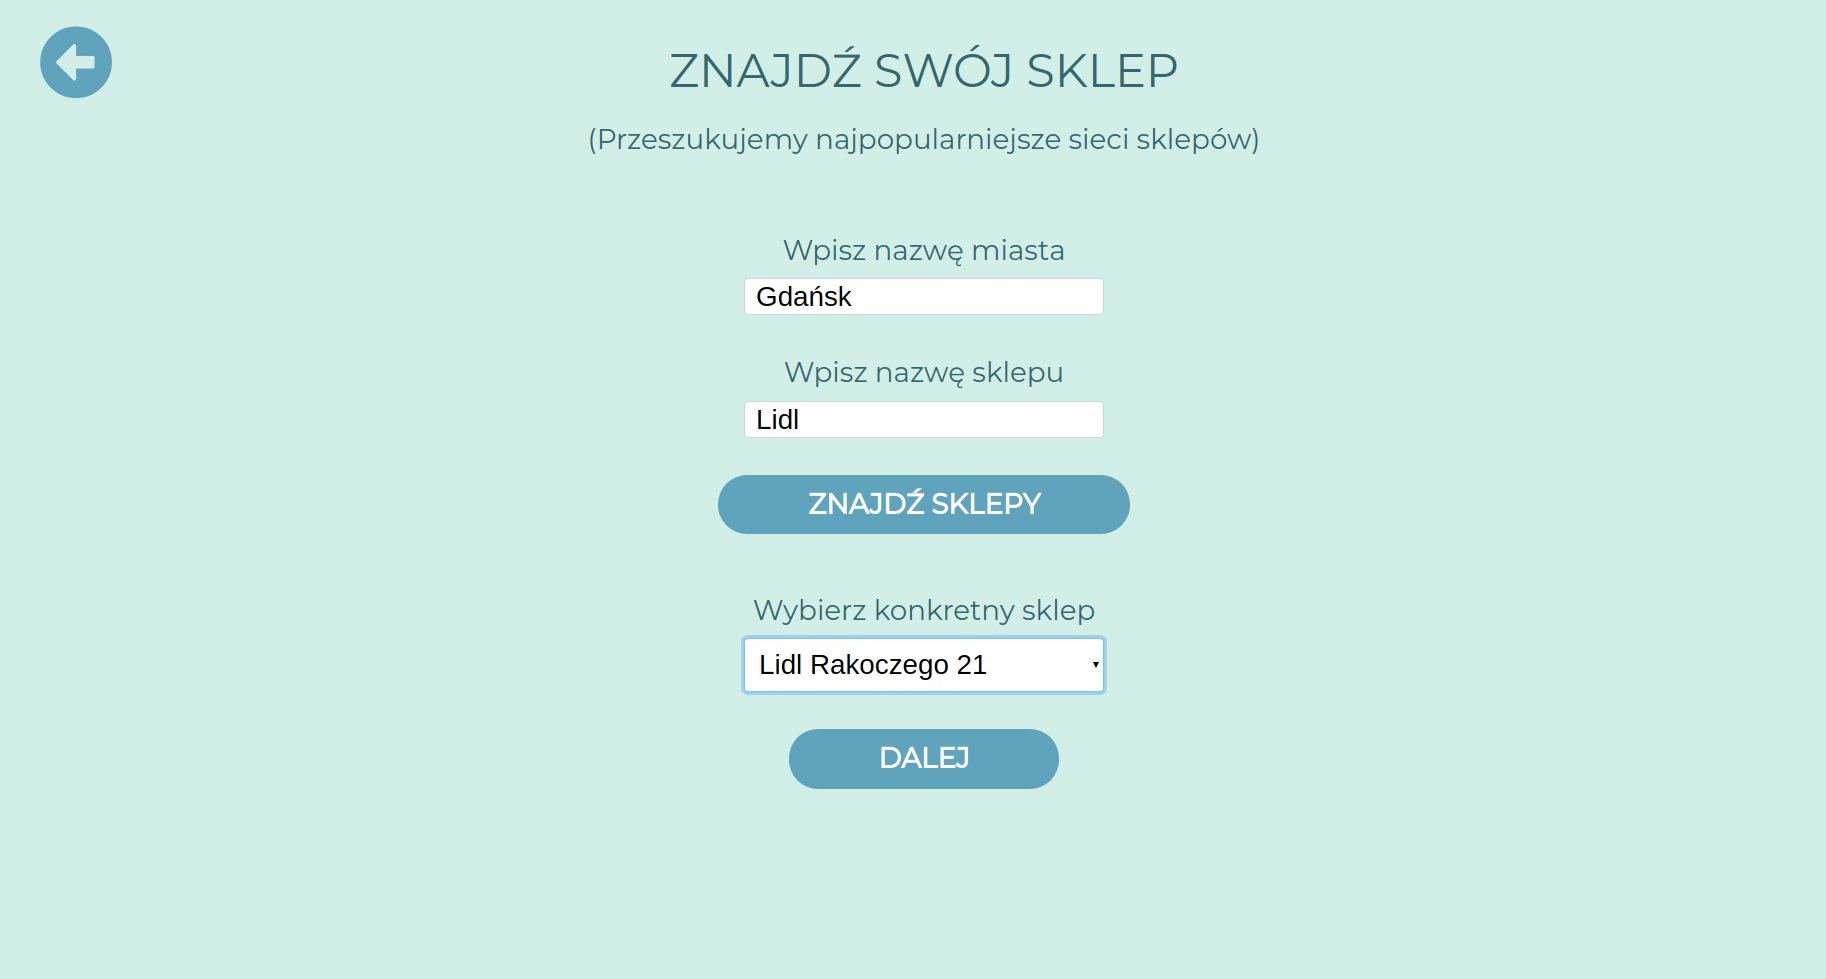 ZNAJDŹ SWÓJ SKLEP
(Przeszukujemy najpopularniejsze sieci sklepów)
Wpisz nazwę miasta
Gdańsk
Wpisz nazwę sklepu
Lidl
ZNAJDŹ SKLEPY
Wybierz konkretny sklep
Lidl Rakoczego 21
DALEJ